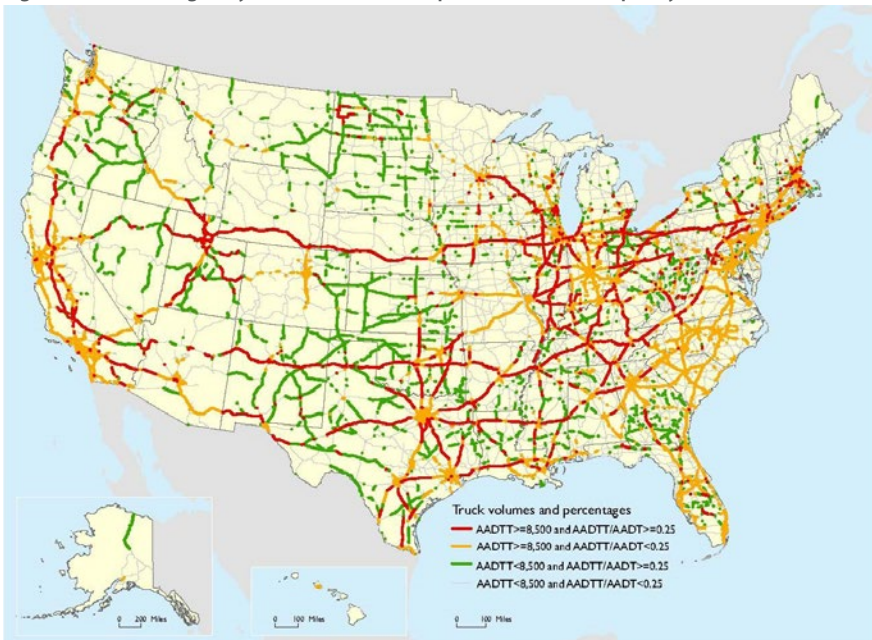 Truck volumes and percentages
AADTT>=8,500 and AADTT/AADT>=0.25
AADTT>=8,500 and AADTT/AADT<0.25
AADTT<8,500 and AADTT/AADT>=0.25
AADTT<8,500 and AADTT/AADT<0.25
0 200 Miles
0 100 Miles
0 100 Miles